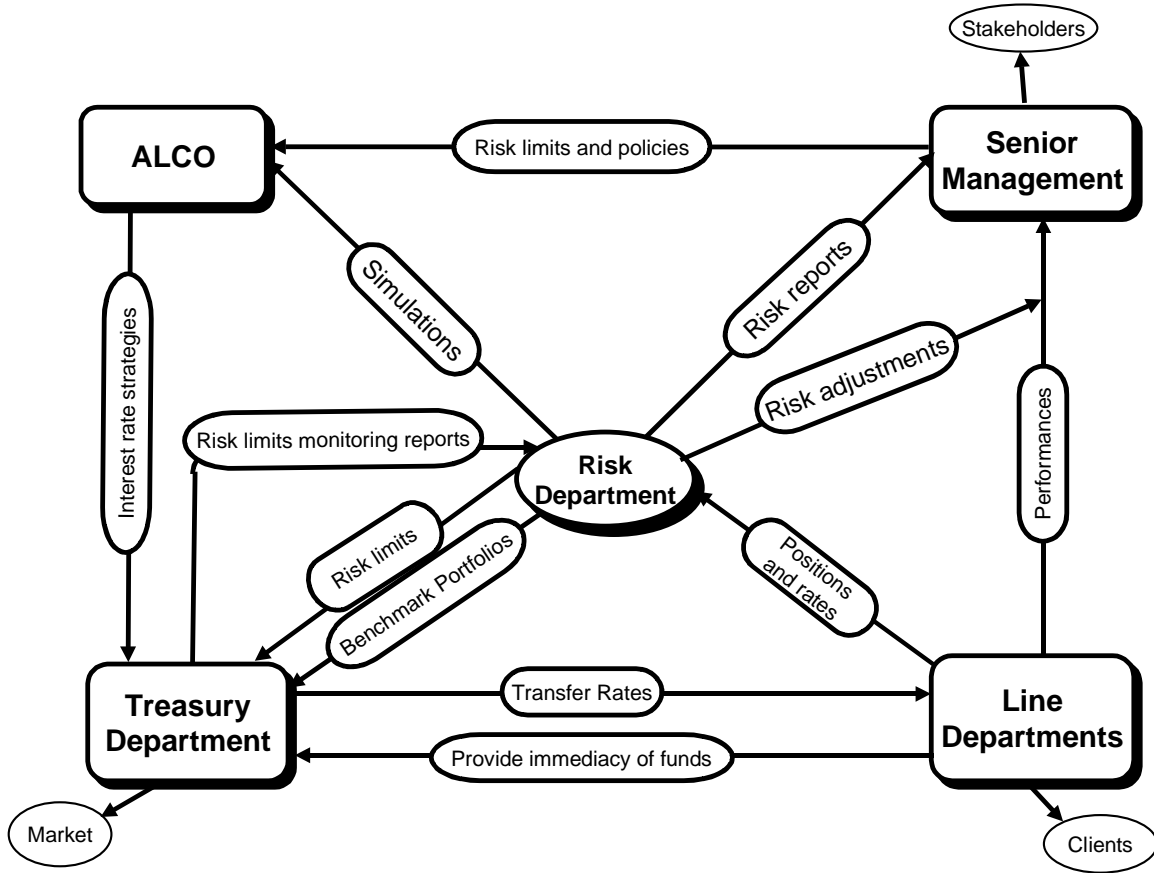 Stakeholders
ALCO
Risk limits and policies
Senior
Management
Simulations
Risk reports
Interest rate strategies
Risk adjustments
Performances
Risk limits monitoring reports
Risk
Department
Risk limits
Benchmark Portfolios
Positions
and rates
Treasury
Department
Transfer Rates
Line
Departments
Provide immediacy of funds
Market
Clients